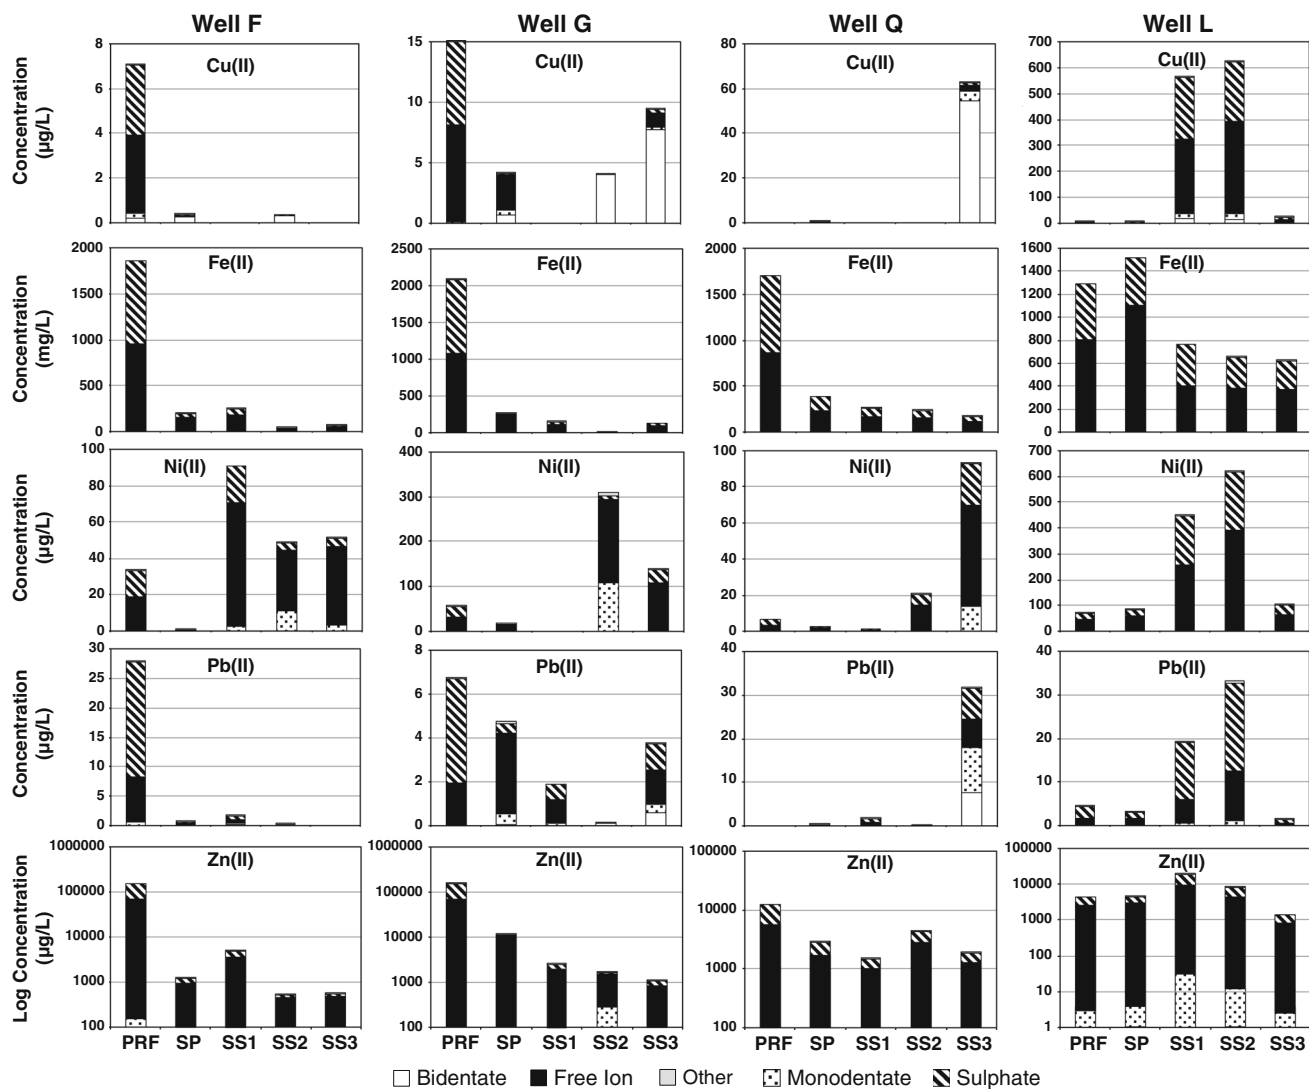 Well F Well G Well Q Well L
Concentration (µg/L)
8 6 4 2 0
Cu(II)
15 10 5 0
Cu(II)
80 60 40 20 0
Cu(II)
700 600 500 400 300 200 100 0
Cu(II)
Concentration (mg/L)
2000 1500 1000 500 0
Fe(II)
2500 2000 1500 1000 500 0
Fe(II)
2000 1500 1000 500 0
Fe(II)
1600 1400 1200 1000 800 600 400 200 0
Fe(II)
Concentration (µg/L)
100 80 60 40 20 0
Ni(II)
400 300 200 100 0
Ni(II)
100 80 60 40 20 0
Ni(II)
700 600 500 400 300 200 100 0
Ni(II)
Concentration (µg/L)
30 25 20 15 10 5 0
Pb(II)
8 6 4 2 0
Pb(II)
40 30 20 10 0
Pb(II)
40 30 20 10 0
Pb(II)
Log Concentration (µg/L)
1000000 100000 10000 1000 100
Zn(II)
1000000 100000 10000 1000 100
Zn(II)
100000 10000 1000 100
Zn(II)
100000 10000 1000 100 10 1
Zn(II)
PRF SP SS1 SS2 SS3
PRF SP SS1 SS2 SS3
PRF SP SS1 SS2 SS3
PRF SP SS1 SS2 SS3
Bidentate Free Ion Other Monodentate Sulphate